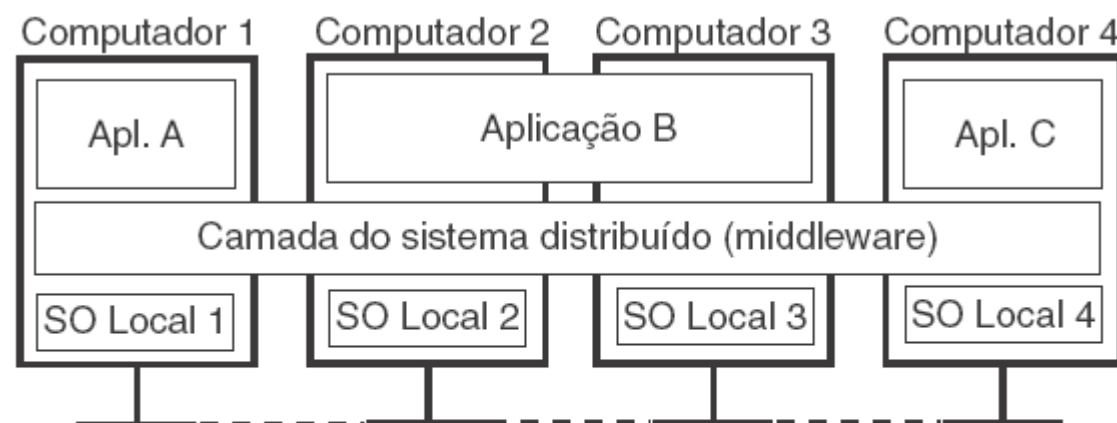 Computador 1 Computador 2 Computador 3 Computador 4
Apl. A Aplicação B Apl. C
Camada do sistema distribuído (middleware)
SO Local 1 SO Local 2 SO Local 3 SO Local 4